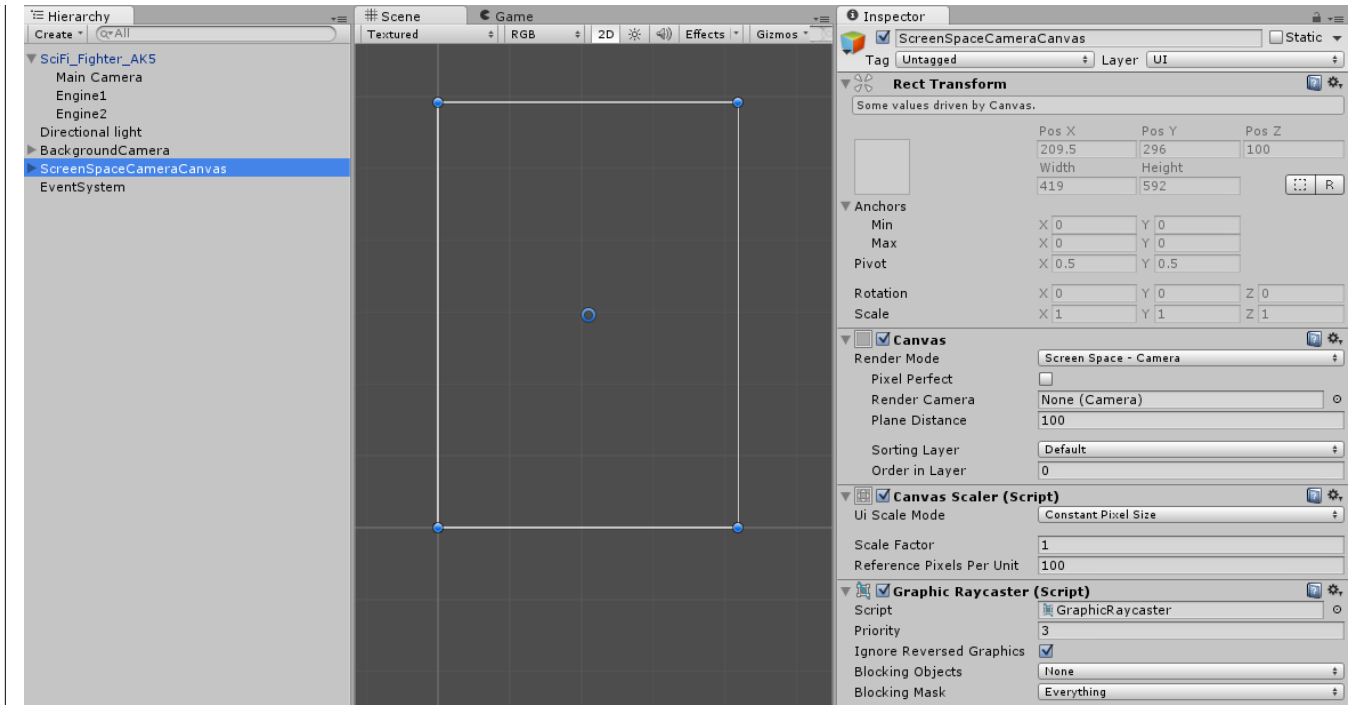 Hierarchy
Create All
SciFi_Fighter_AK5
Main Camera
Engine1
Engine2
Directional light
BackgroundCamera
ScreenSpaceCameraCanvas
EventSystem
Scene Game
Textured RGB 2D Effects Gizmos
Inspector
ScreenSpaceCameraCanvas Static
Tag Untagged Layer UI
Rect Transform
Some values driven by Canvas.
Pos X Pos Y Pos Z
209.5 296 100
Width Height
419 592 R
Anchors
Min X 0 Y 0
Max X 0 Y 0
Pivot X 0.5 Y 0.5
Rotation X 0 Y 0 Z 0
Scale X 1 Y 1 Z 1
Canvas
Render Mode Screen Space - Camera
Pixel Perfect
Render Camera None (Camera)
Plane Distance 100
Sorting Layer Default
Order in Layer 0
Canvas Scaler (Script)
Ui Scale Mode Constant Pixel Size
Scale Factor 1
Reference Pixels Per Unit 100
Graphic Raycaster (Script)
Script GraphicRaycaster
Priority 3
Ignore Reversed Graphics
Blocking Objects None
Blocking Mask Everything